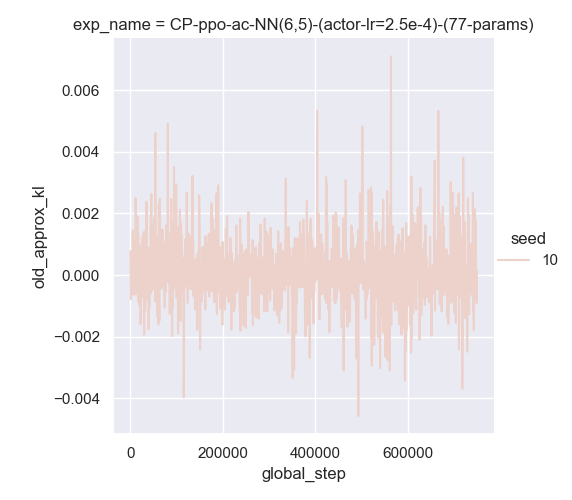 exp_name = CP-ppo-ac-NN(6,5)-(actor-lr=2.5e-4)-(77-params)
0.006
0.004
0.002
0.000
−0.002
−0.004
old_approx_kl
0
200000
400000
600000
global_step
seed
10